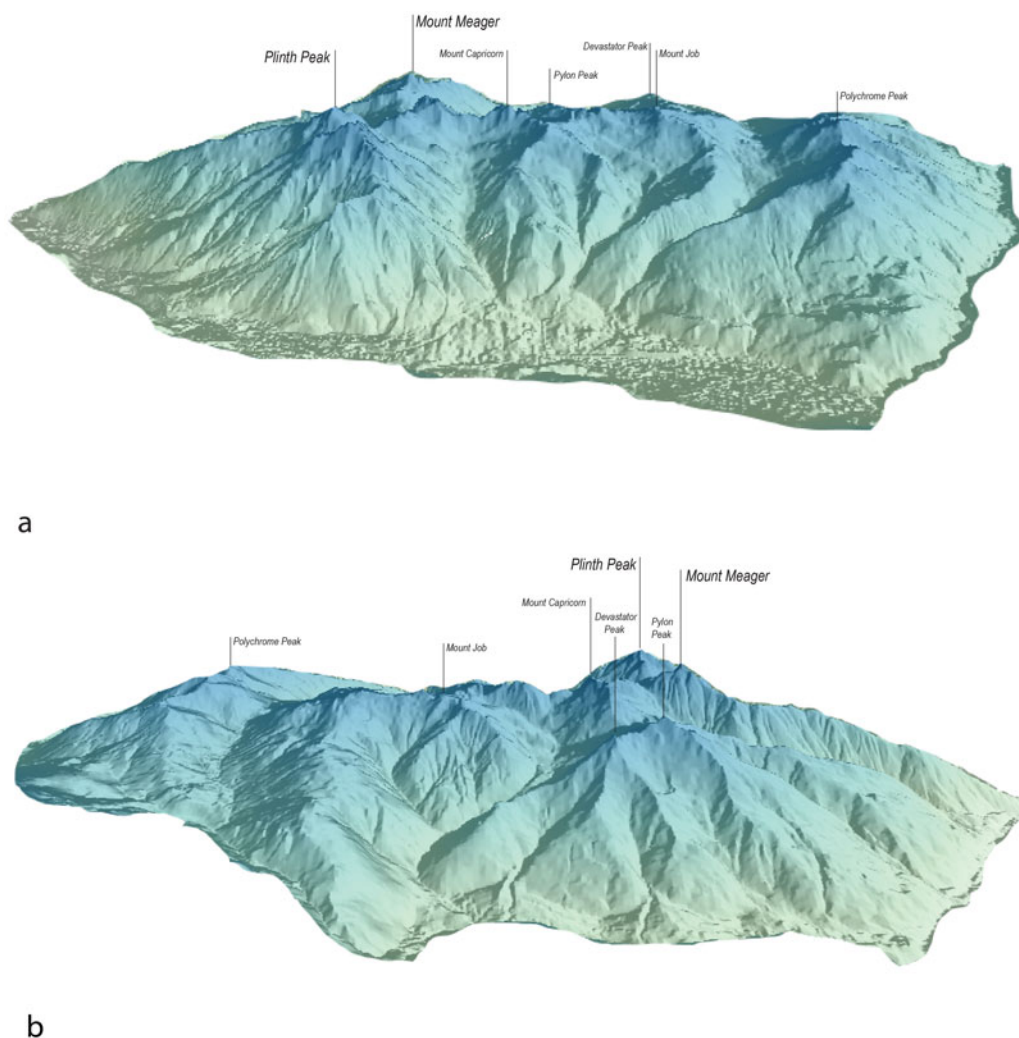 Mount Meager
Plinth Peak
Mount Capricorn
Devastator Peak
Mount Job
Pylon Peak
Polychrome Peak
a
Plinth Peak
Mount Meager
Mount Capricorn
Devastator
Peak
Pylon
Peak
Polychrome Peak
Mount Job
b